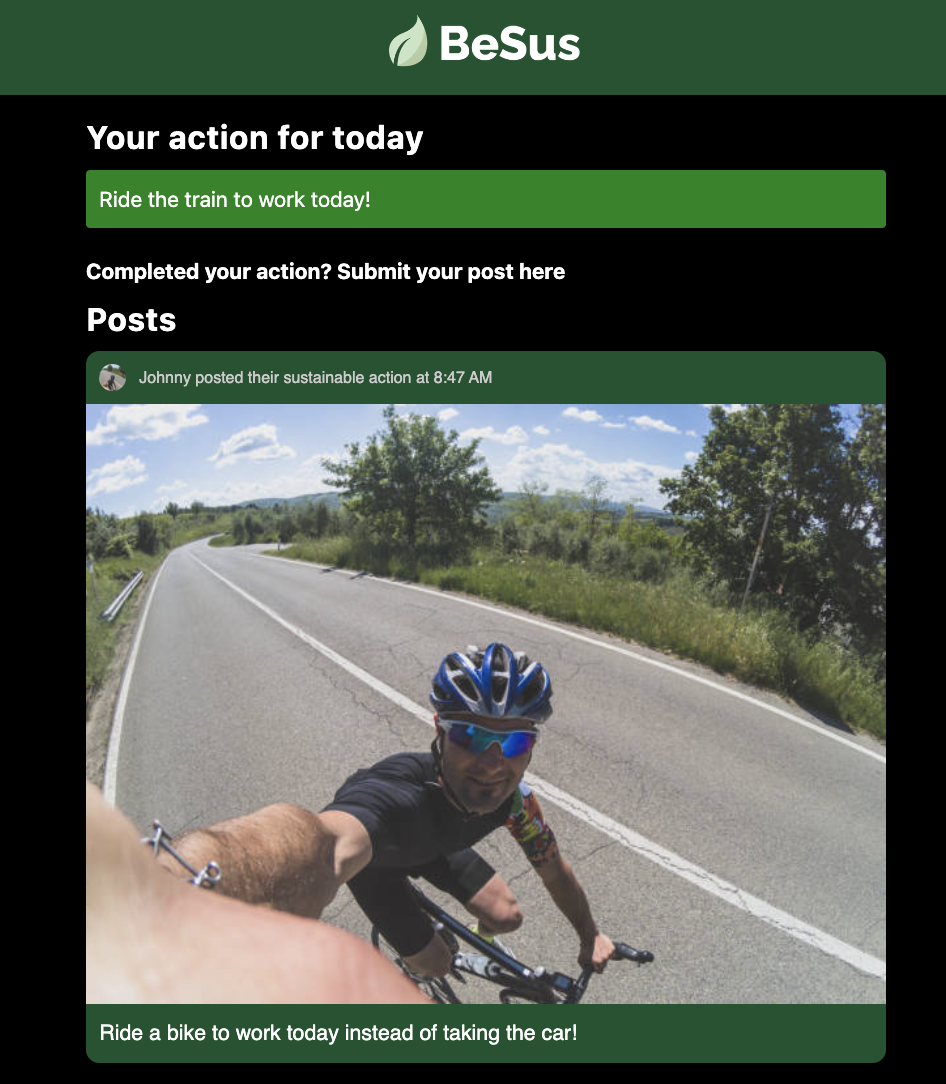 BeSus
Your action for today
Ride the train to work today!
Completed your action? Submit your post here
Posts
Johnny posted their sustainable action at 8:47 AM
Ride a bike to work today instead of taking the car!